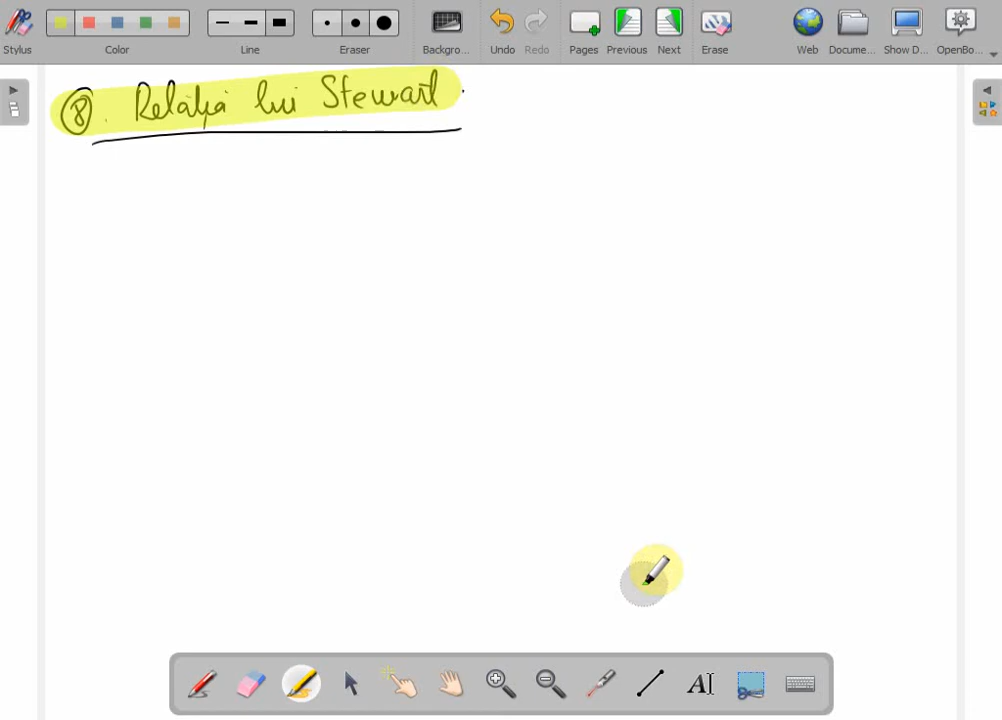 Stylus
Color
Line
Eraser
Backgro...
Undo
Redo
Pages
Previous
Next
Erase
Web
Docume...
Show D...
OpenBo...
8. Relația lui Stewart.